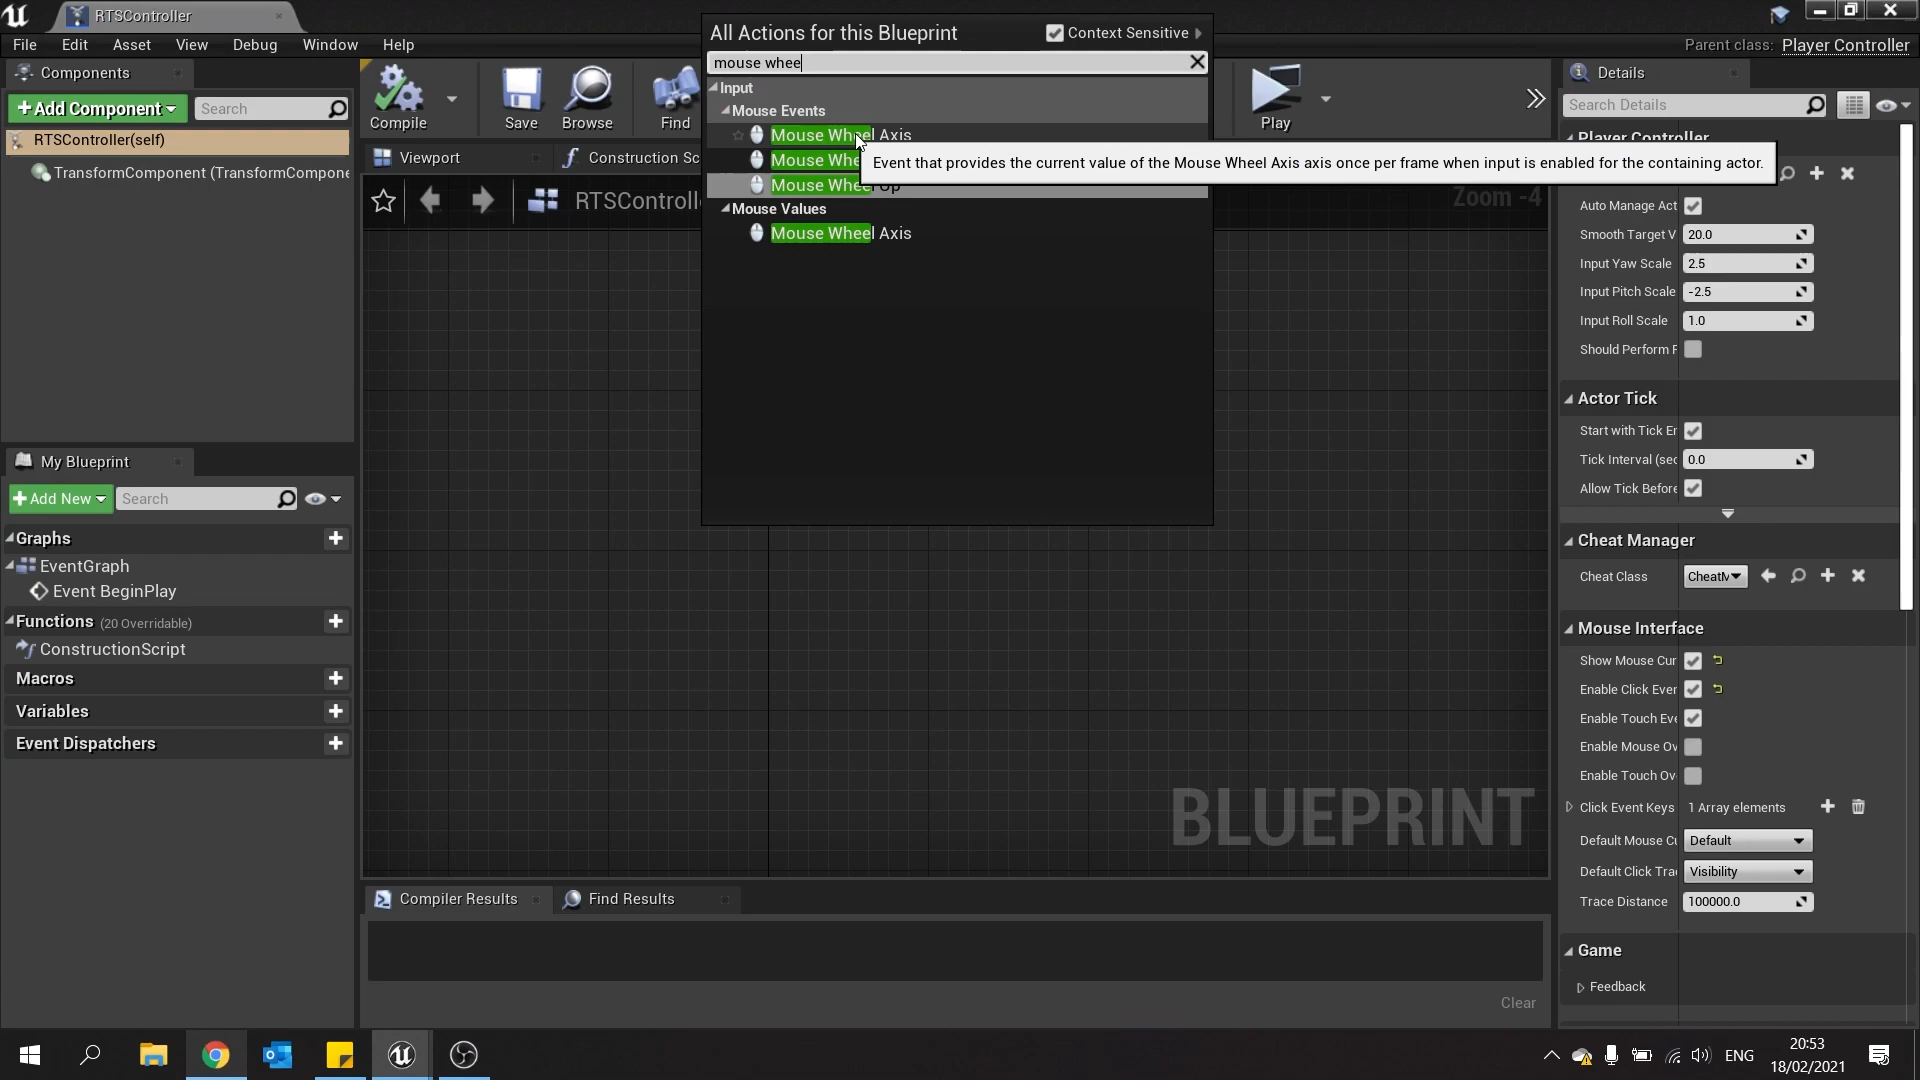 RTSController
File Edit Asset View Debug Window Help
Parent class: Player Controller
Components
+Add Component
Search
RTSController(self)
TransformComponent (TransformCompone
Compile
Save
Browse
Find
Play
Viewport
Construction Sc
RTSControll
Zoom -4
All Actions for this Blueprint
Context Sensitive
mouse whee
Input
Mouse Events
Mouse Wheel Axis
Mouse Whe
Mouse Wheel Up
Mouse Values
Mouse Wheel Axis
Event that provides the current value of the Mouse Wheel Axis axis once per frame when input is enabled for the containing actor.
BLUEPRINT
My Blueprint
+Add New
Search
Graphs
EventGraph
Event BeginPlay
Functions (20 Overridable)
ConstructionScript
Macros
Variables
Event Dispatchers
Compiler Results
Find Results
Clear
Details
Search Details
Player Controller
Auto Manage Act
Smooth Target V 20.0
Input Yaw Scale 2.5
Input Pitch Scale -2.5
Input Roll Scale 1.0
Should Perform F
Actor Tick
Start with Tick Er
Tick Interval (sec 0.0
Allow Tick Before
Cheat Manager
Cheat Class CheatM
Mouse Interface
Show Mouse Cur
Enable Click Ever
Enable Touch Eve
Enable Mouse Ov
Enable Touch Ov
Click Event Keys 1 Array elements
Default Mouse Cu Default
Default Click Trac Visibility
Trace Distance 100000.0
Game
Feedback
ENG
20:53
18/02/2021